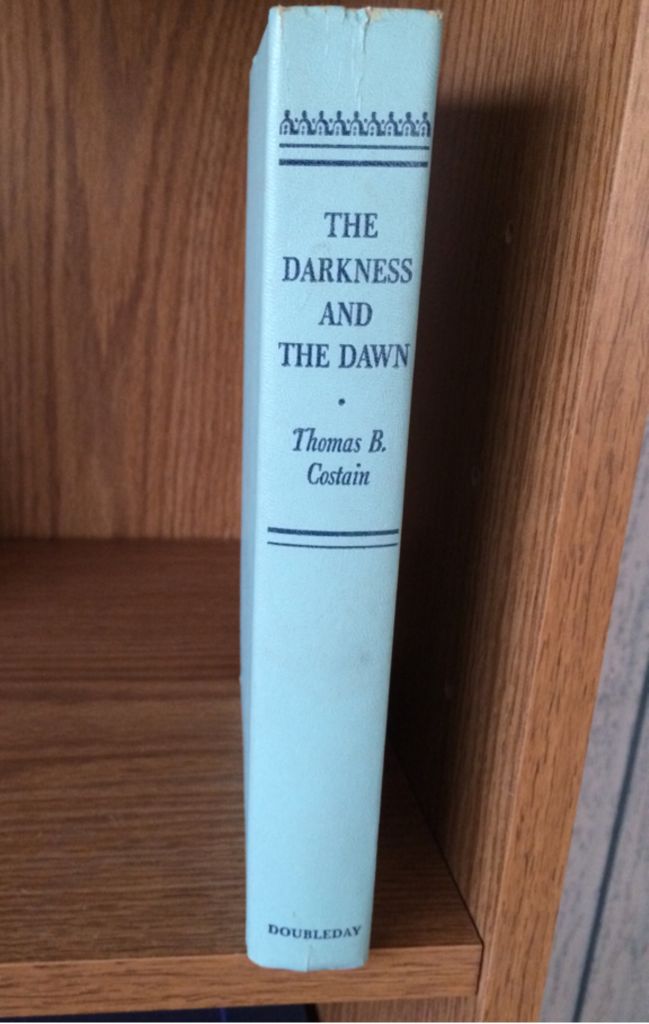 THE
DARKNESS
AND
THE DAWN
•
Thomas B.
Costain
DOUBLEDAY